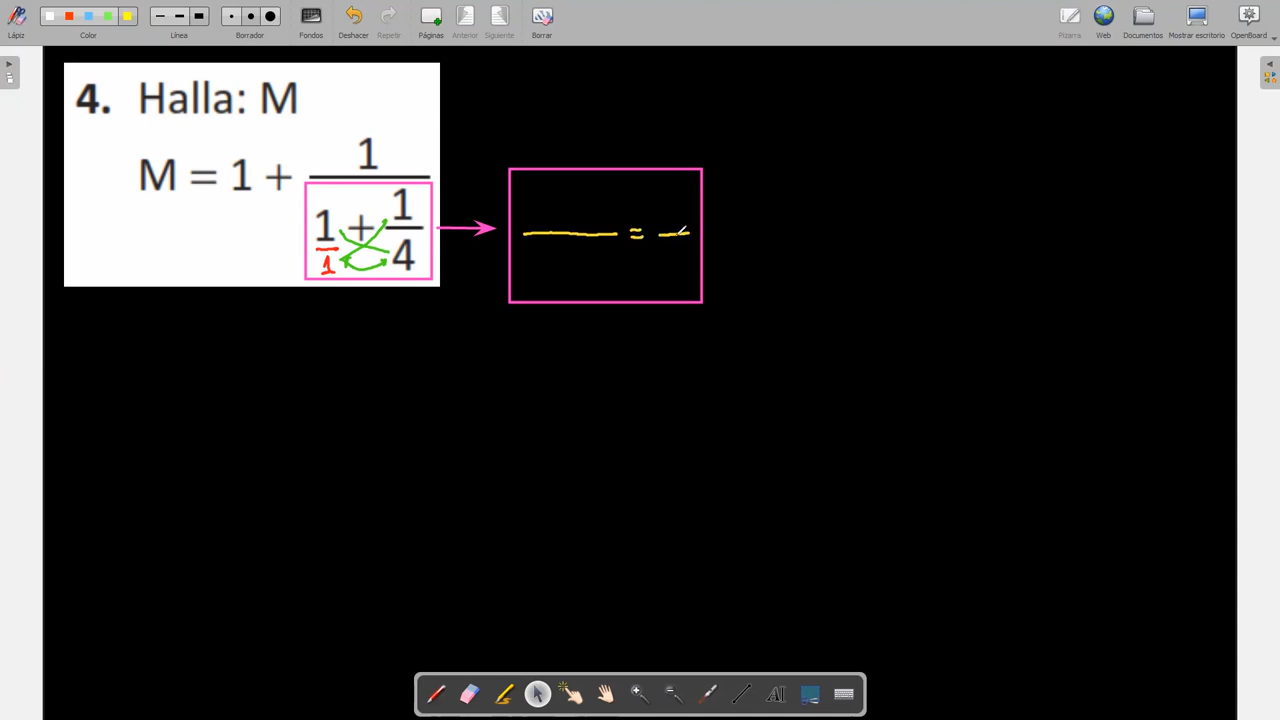 Lápiz Color Línea Borrador Fondos Deshacer Repetir Páginas Anterior Siguiente Borrar Pizarra Web Documentos Mostrar escritorio OpenBoard
4. Halla: M
M = 1 + 1
1 + 1
1 4
=
AI